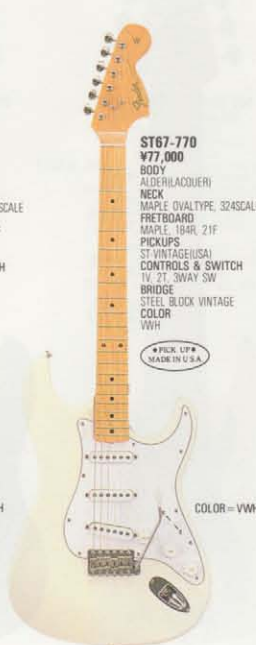 Fender
ST67-770
¥77,000
BODY
ALDER(LACQUER)
NECK
MAPLE OVALTYPE, 324SCALE
FRETBOARD
MAPLE, 184R, 21F
PICKUPS
ST-VINTAGE(USA)
CONTROLS & SWITCH
1V, 2T, 3WAY SW
BRIDGE
STEEL BLOCK VINTAGE
COLOR
VWH
• PICK UP •
MADE IN U.S.A.
SCALE
H
H
COLOR=VWH